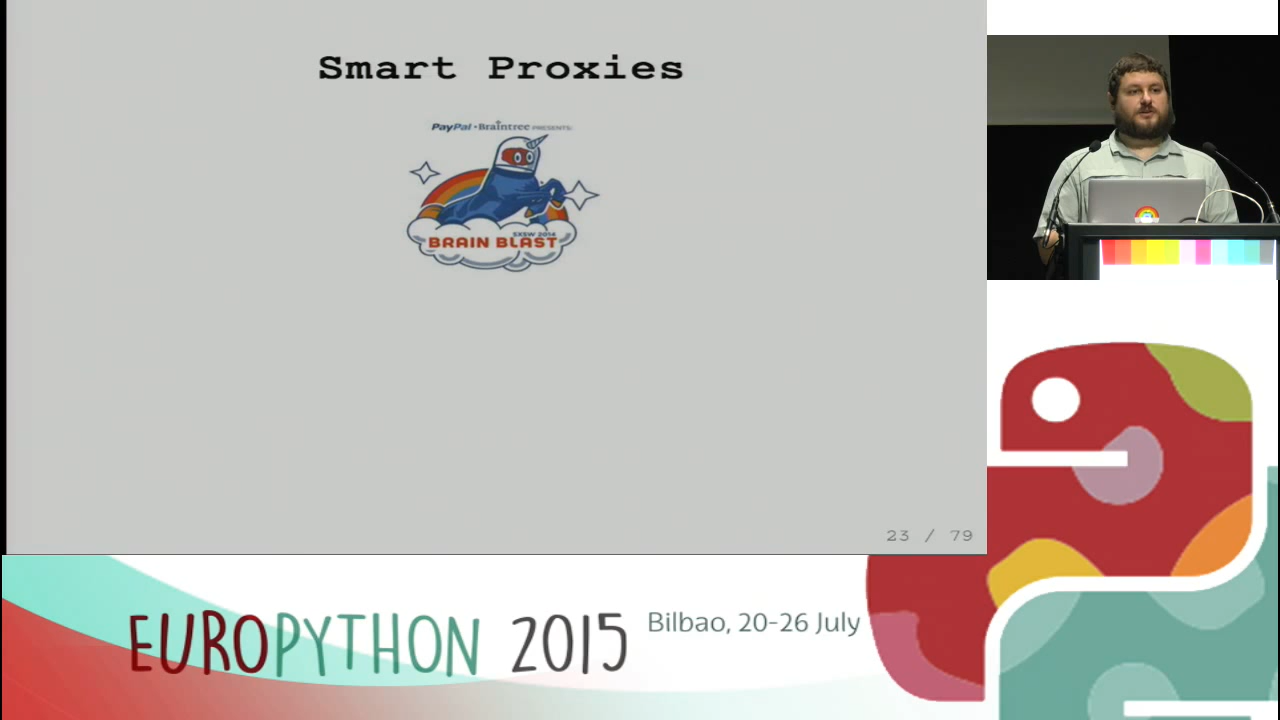 Smart Proxies
PayPal • Braintree PRESENTS:
SXSW 2014
BRAIN BLAST
23 / 79
EUROPYTHON 2015
Bilbao, 20-26 July